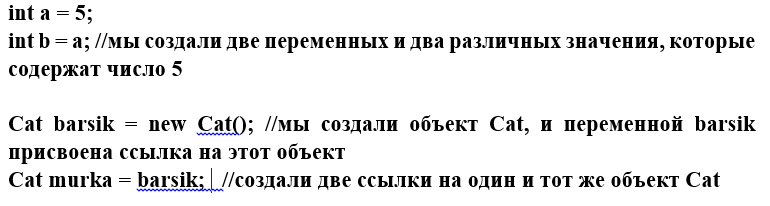 int a = 5;
int b = a; //мы создали две переменных и два различных значения, которые
содержат число 5
Cat barsik = new Cat(); //мы создали объект Cat, и переменной barsik
присвоена ссылка на этот объект
Cat murka = barsik; //создали две ссылки на один и тот же объект Cat